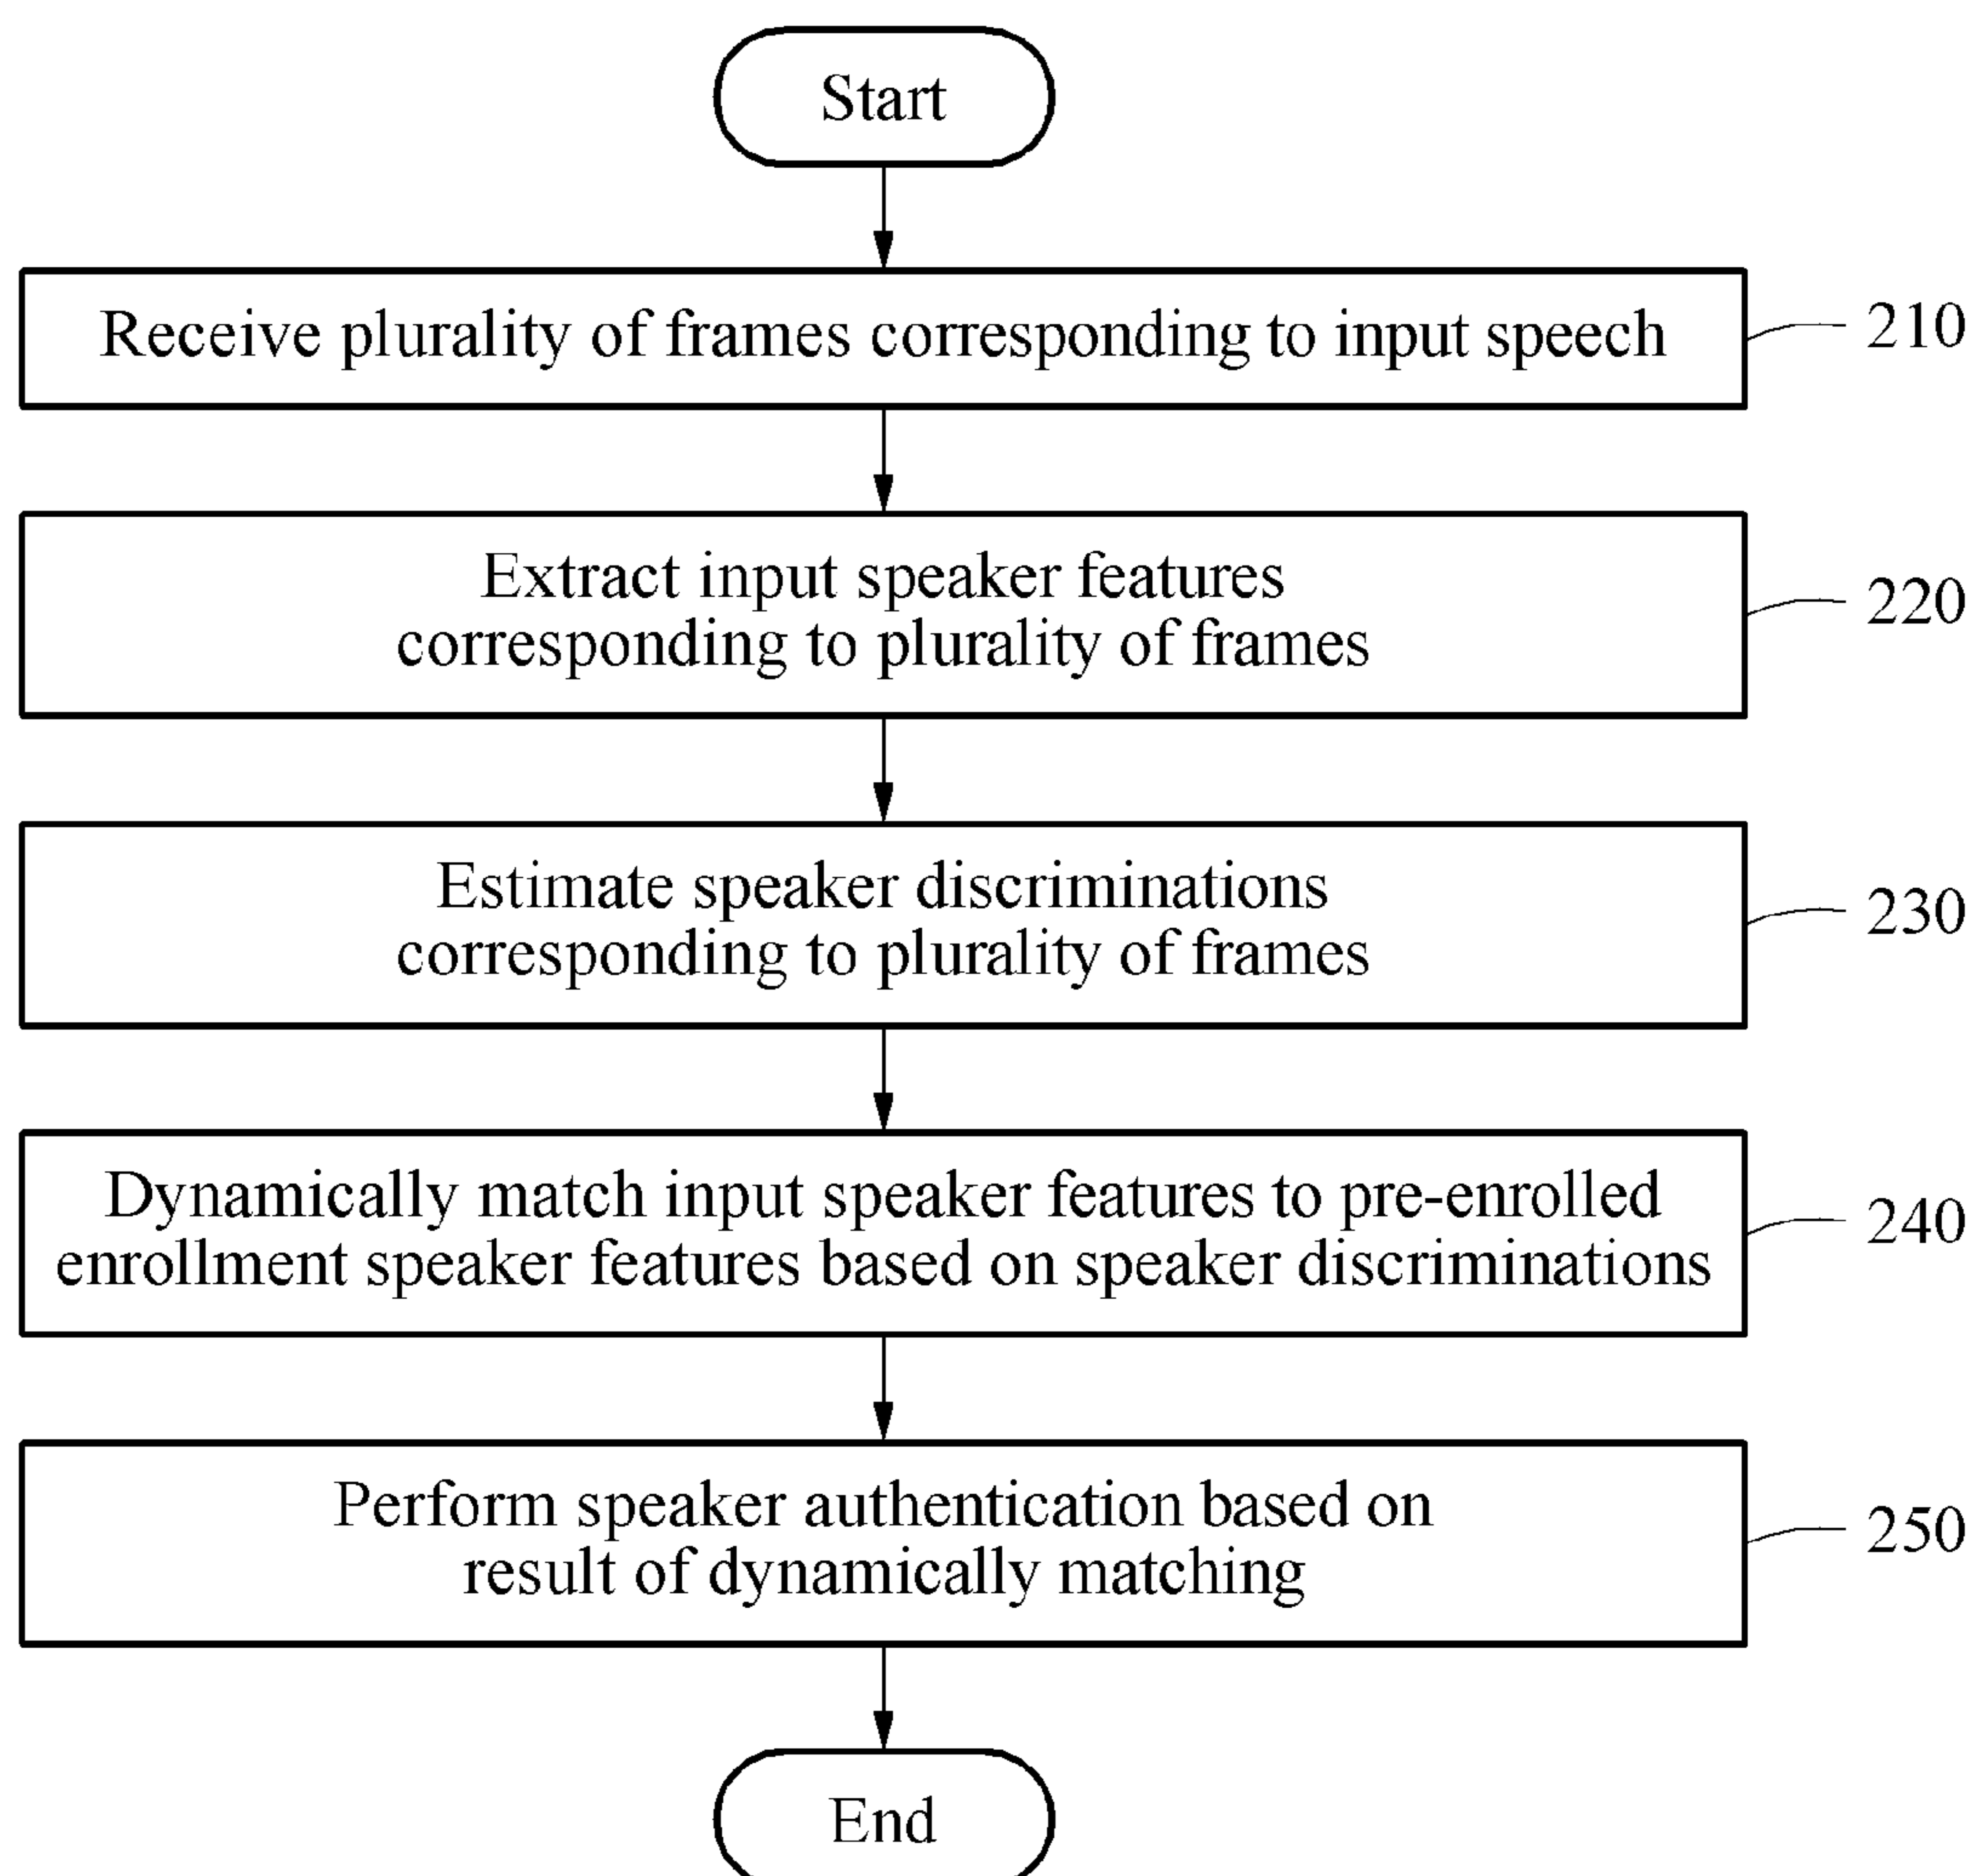 Start
Receive plurality of frames corresponding to input speech
210
Extract input speaker features
corresponding to plurality of frames
220
Estimate speaker discriminations
corresponding to plurality of frames
230
Dynamically match input speaker features to pre-enrolled
enrollment speaker features based on speaker discriminations
240
Perform speaker authentication based on
result of dynamically matching
250
End